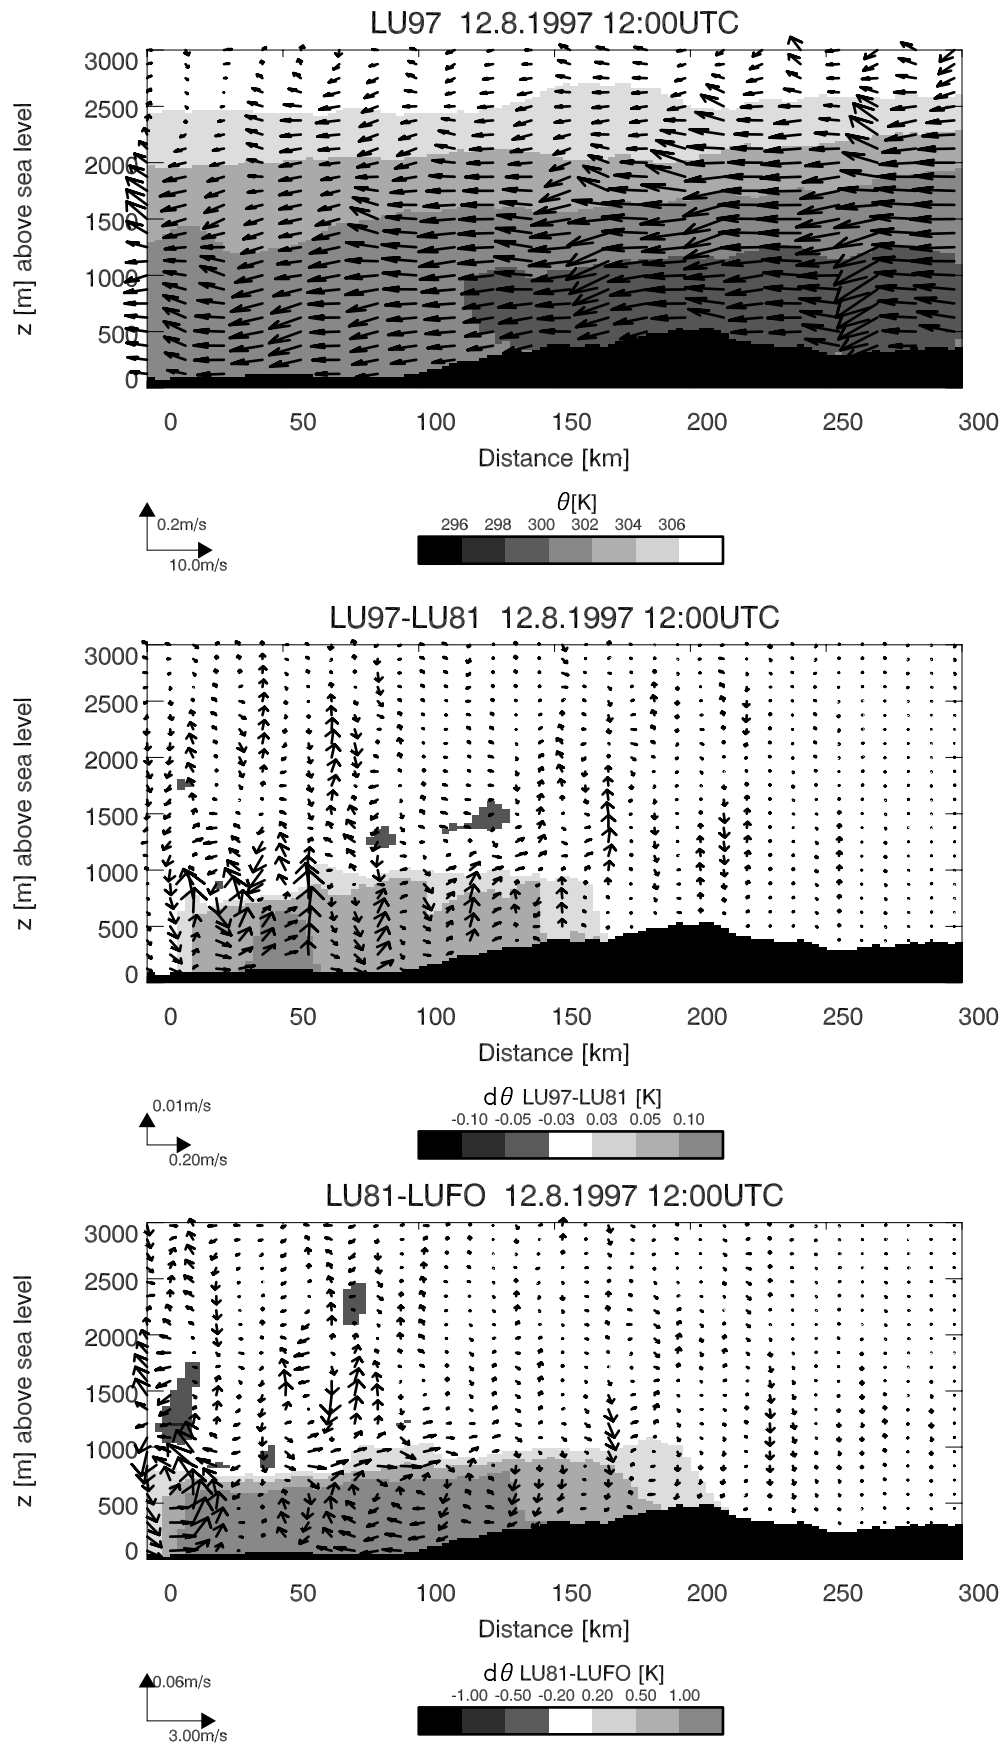 LU97 12.8.1997 12:00UTC
z [m] above sea level
3000
2500
2000
1500
1000
500
0
0 50 100 150 200 250 300
Distance [km]
0.2m/s
10.0m/s
θ[K]
296 298 300 302 304 306
LU97-LU81 12.8.1997 12:00UTC
z [m] above sea level
3000
2500
2000
1500
1000
500
0
0 50 100 150 200 250 300
Distance [km]
0.01m/s
0.20m/s
dθ LU97-LU81 [K]
-0.10 -0.05 -0.03 0.03 0.05 0.10
LU81-LUFO 12.8.1997 12:00UTC
z [m] above sea level
3000
2500
2000
1500
1000
500
0
0 50 100 150 200 250 300
Distance [km]
0.06m/s
3.00m/s
dθ LU81-LUFO [K]
-1.00 -0.50 -0.20 0.20 0.50 1.00